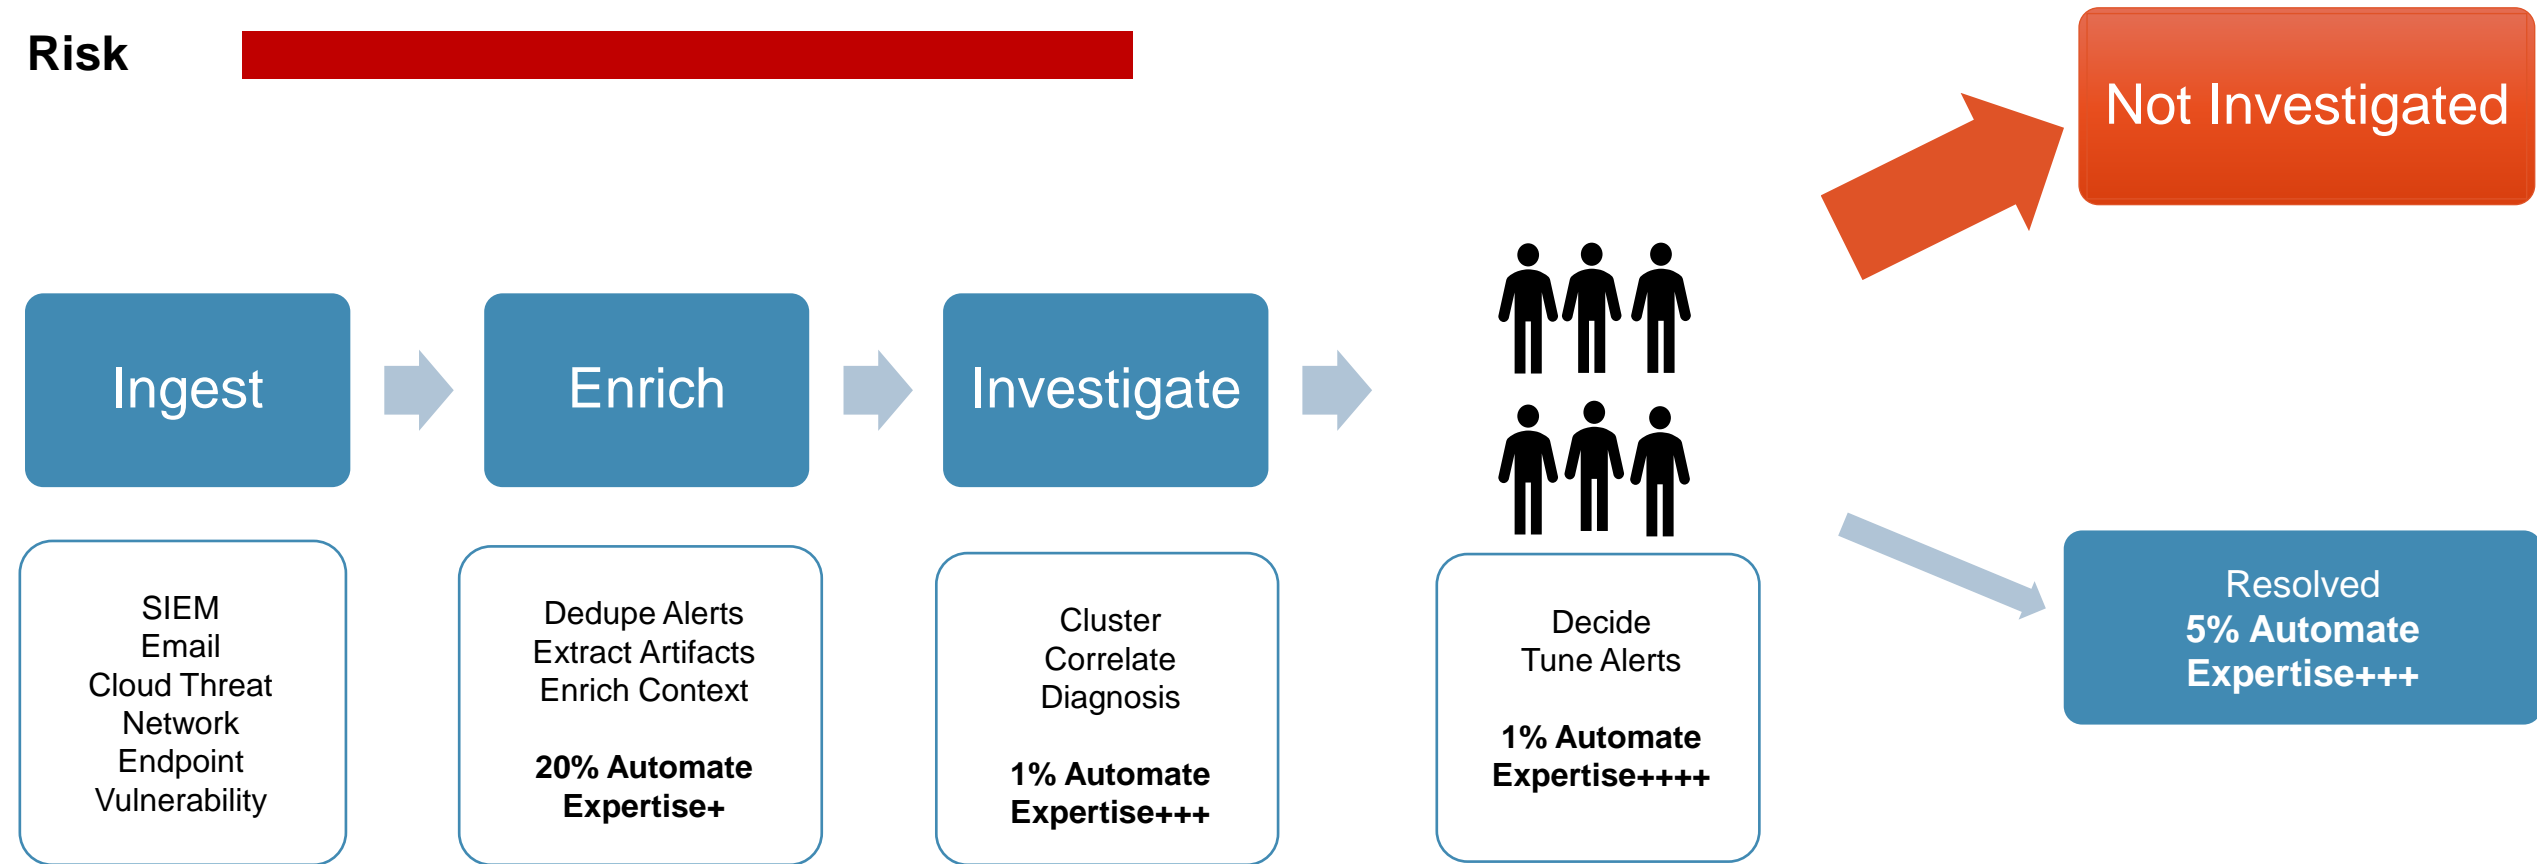 Risk
Not Investigated
Ingest
Enrich
Investigate
SIEM
Email
Cloud Threat
Network
Endpoint
Vulnerability
Dedupe Alerts
Extract Artifacts
Enrich Context
20% Automate
Expertise+
Cluster
Correlate
Diagnosis
1% Automate
Expertise+++
Decide
Tune Alerts
1% Automate
Expertise++++
Resolved
5% Automate
Expertise+++